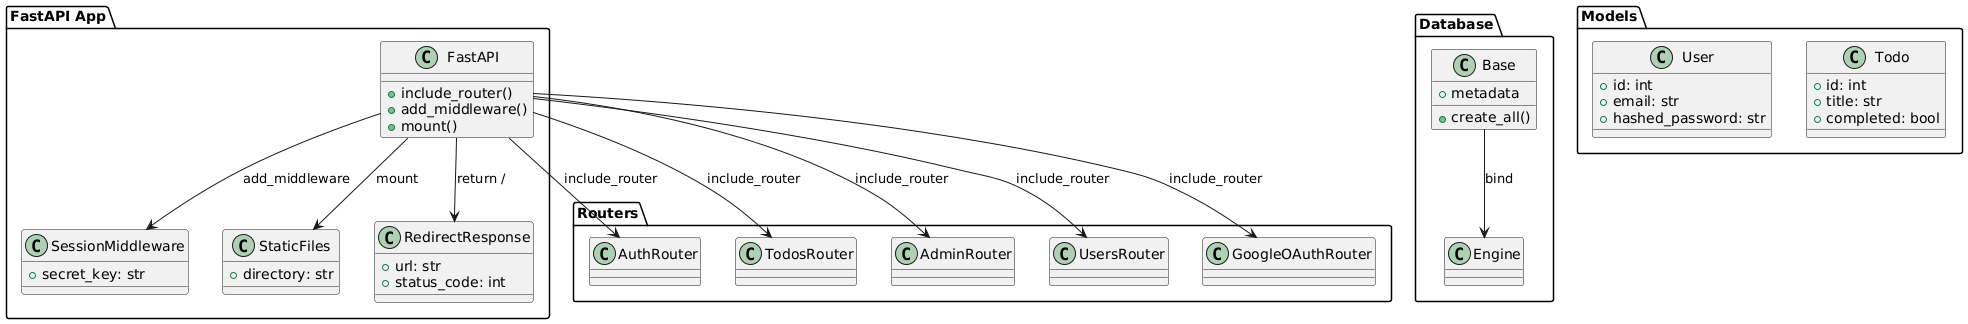 FastAPI App
C FastAPI
include_router()
add_middleware()
mount()
add_middleware
mount
return /
include_router
include_router
include_router
include_router
include_router
C SessionMiddleware
secret_key: str
C StaticFiles
directory: str
C RedirectResponse
url: str
status_code: int
Routers
C AuthRouter
C TodosRouter
C AdminRouter
C UsersRouter
C GoogleOAuthRouter
Database
C Base
metadata
create_all()
bind
C Engine
Models
C User
id: int
email: str
hashed_password: str
C Todo
id: int
title: str
completed: bool